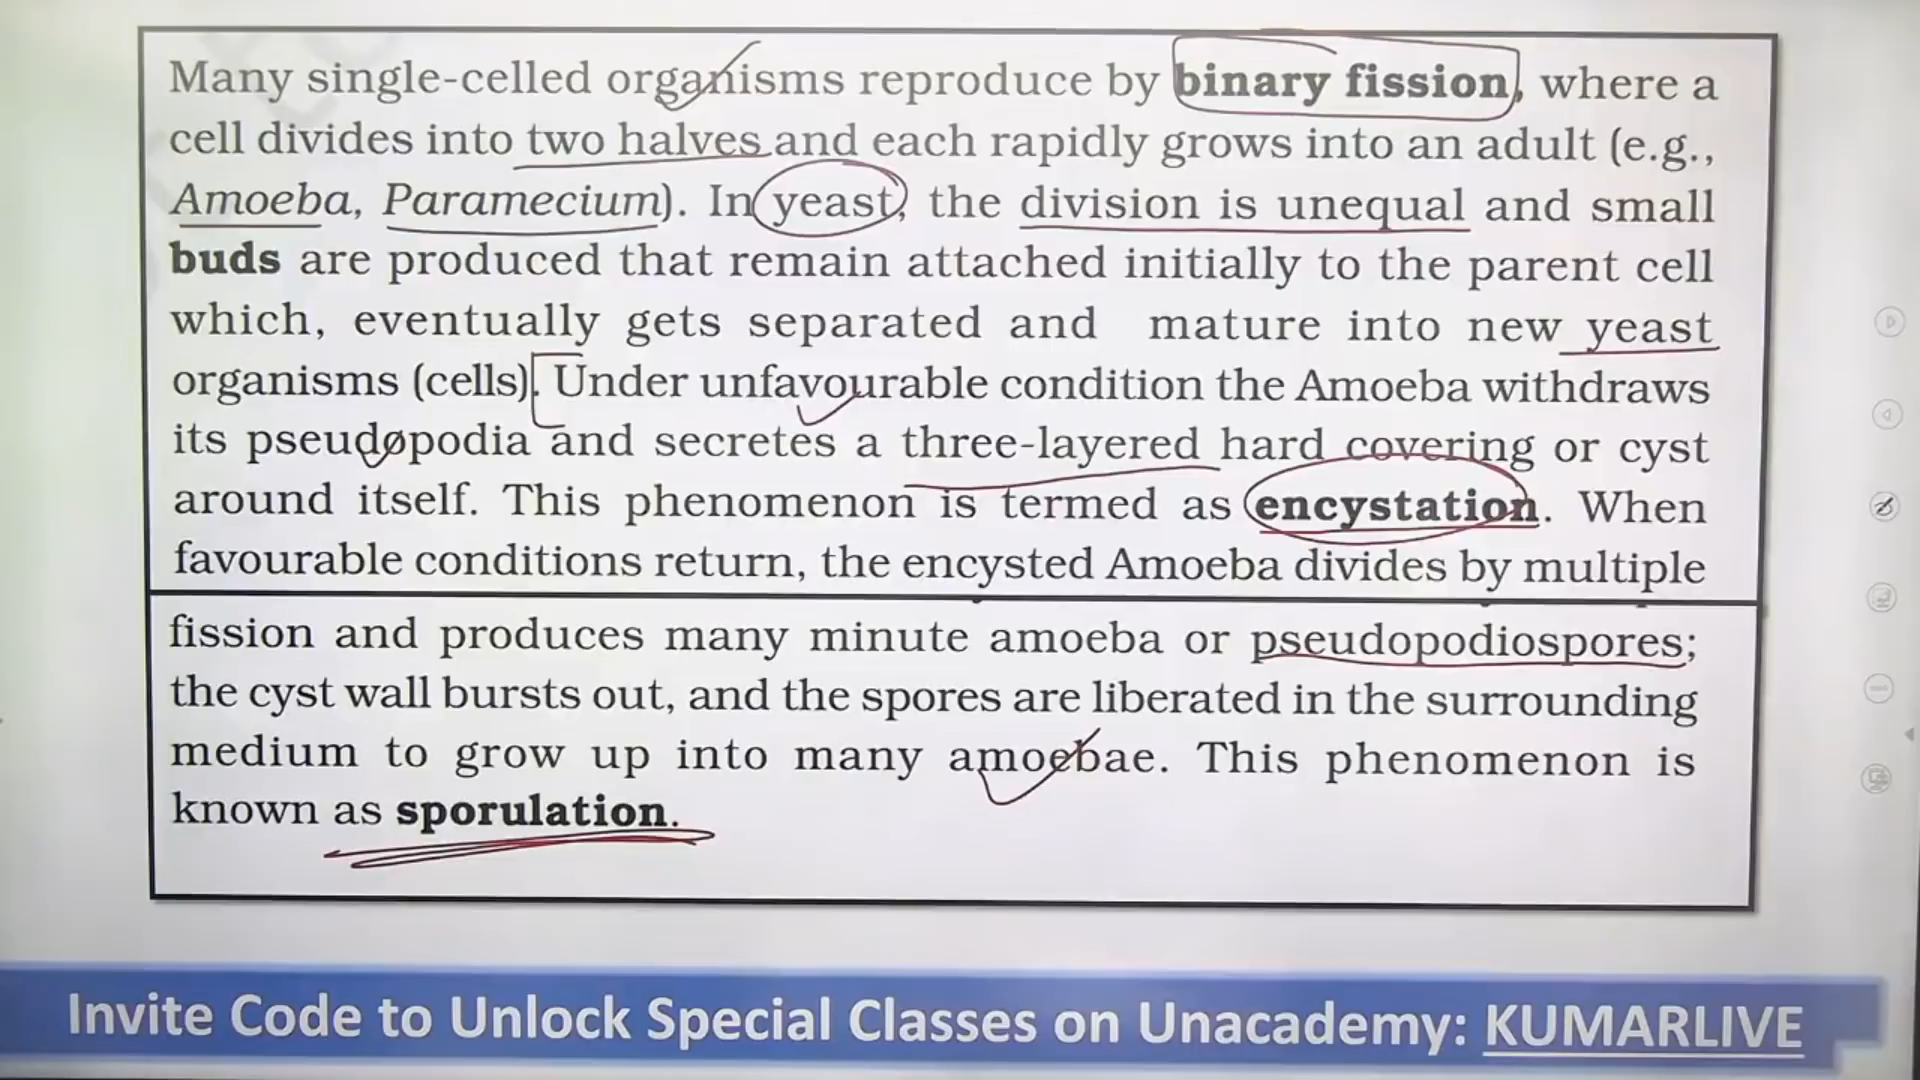 Many single-celled organisms reproduce by binary fission, where a
cell divides into two halves and each rapidly grows into an adult (e.g.,
Amoeba, Paramecium). In yeast, the division is unequal and small
buds are produced that remain attached initially to the parent cell
which, eventually gets separated and mature into new yeast
organisms (cells). Under unfavourable condition the Amoeba withdraws
its pseudopodia and secretes a three-layered hard covering or cyst
around itself. This phenomenon is termed as encystation. When
favourable conditions return, the encysted Amoeba divides by multiple
fission and produces many minute amoeba or pseudopodiospores;
the cyst wall bursts out, and the spores are liberated in the surrounding
medium to grow up into many amoebae. This phenomenon is
known as sporulation.
Invite Code to Unlock Special Classes on Unacademy: KUMARLIVE